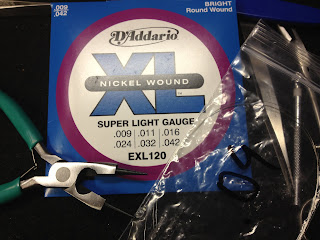 .009
.042
BRIGHT
Round Wound
D'Addario
XL
NICKEL WOUND
SUPER LIGHT GAUGE
.009 .011 .016
.024 .032 .042
EXL120